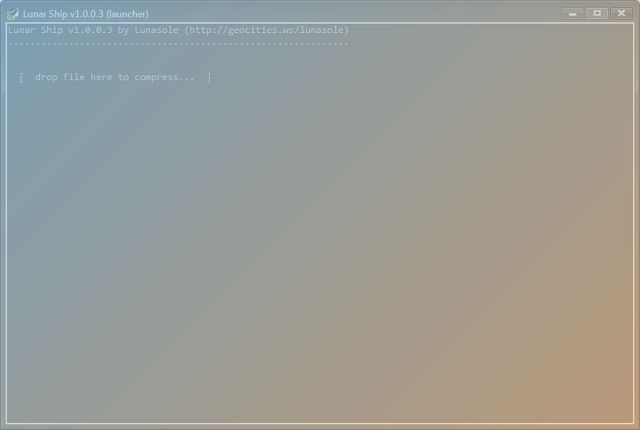 Lunar Ship v1.0.0.3 (launcher)
Lunar Ship v1.0.0.3 by Lunasole (http://geocities.ws/lunasole)
--------------------------------------------------------------
[  drop file here to compress...  ]